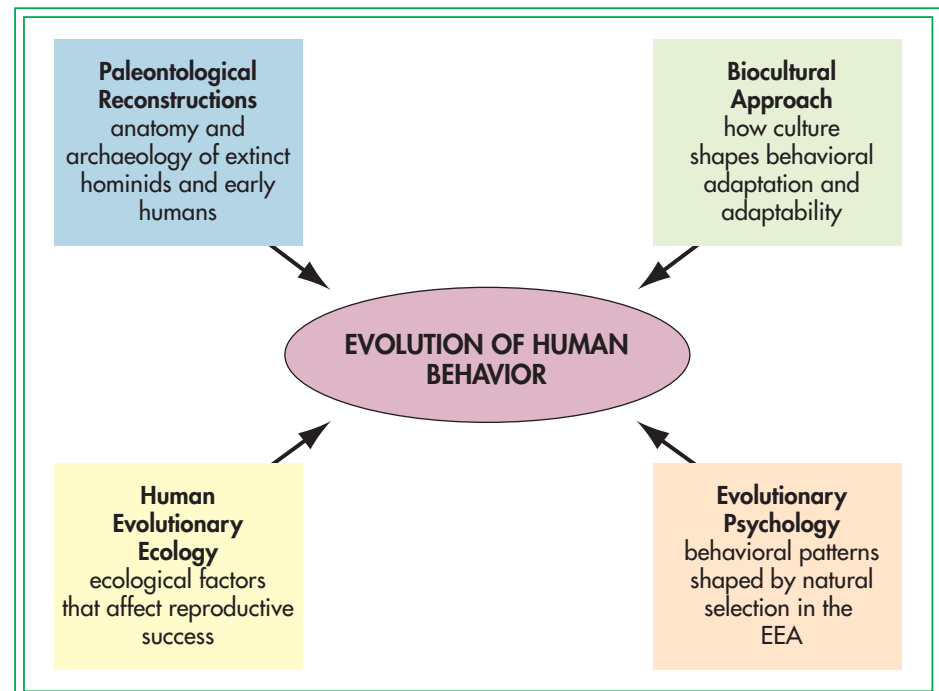 Paleontological
Reconstructions
anatomy and
archaeology of extinct
hominids and early
humans
Biocultural
Approach
how culture
shapes behavioral
adaptation and
adaptability
EVOLUTION OF HUMAN
BEHAVIOR
Human
Evolutionary
Ecology
ecological factors
that affect reproductive
success
Evolutionary
Psychology
behavioral patterns
shaped by natural
selection in the
EEA